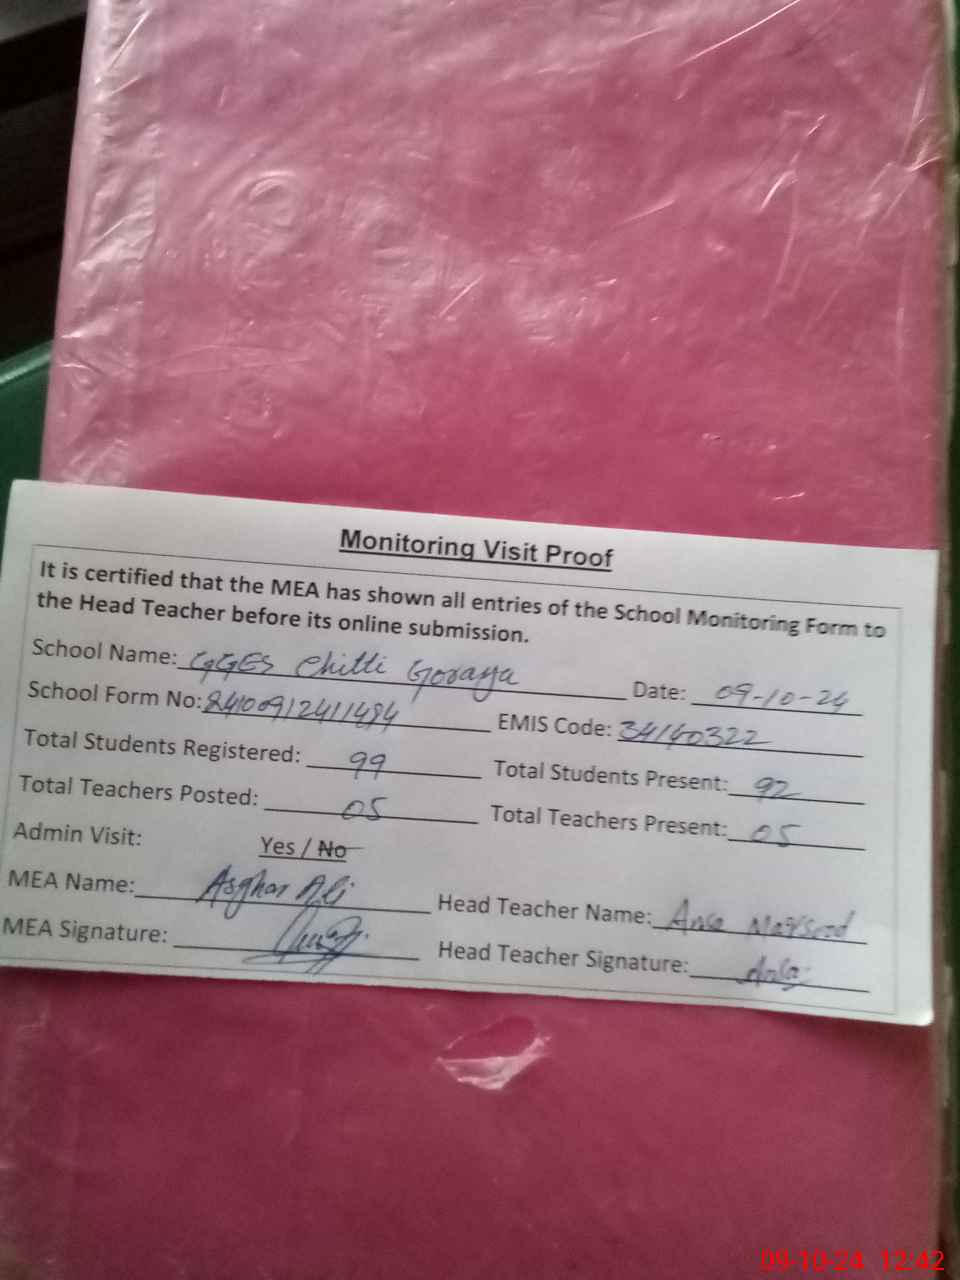 Monitoring Visit Proof
It is certified that the MEA has shown all entries of the School Monitoring Form to
the Head Teacher before its online submission.
School Name: GGES Chitti Goraya Date: 09-10-24
School Form No: 2410091241 1494 EMIS Code: 34140322
Total Students Registered: 99 Total Students Present: 92
Total Teachers Posted: 05 Total Teachers Present: 05
Admin Visit: Yes / No
MEA Name: Asghar Ali Head Teacher Name:
MEA Signature: Head Teacher Signature:
09-10-24 12:42